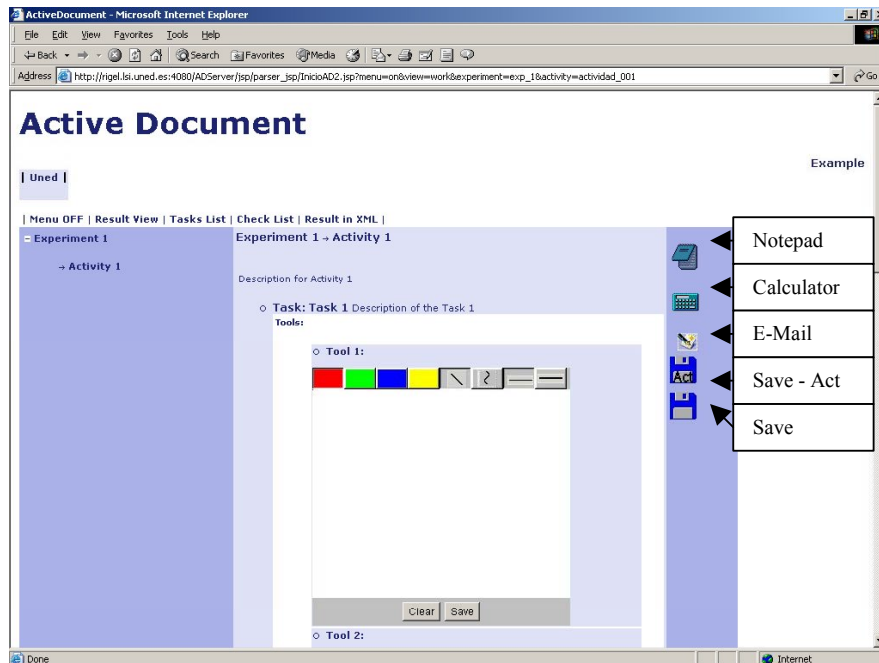 ActiveDocument - Microsoft Internet Explorer
File Edit View Favorites Tools Help
Back Search Favorites Media
Address http://rigel.lsi.uned.es:4080/ADServer/jsp/parser_jsp/InicioAD2.jsp?menu=on&view=work&experiment=exp_1&activity=actividad_001 Go
Active Document
Example
| Uned |
| Menu OFF | Result View | Tasks List | Check List | Result in XML |
Experiment 1
→ Activity 1
Experiment 1 → Activity 1
Description for Activity 1
Task: Task 1 Description of the Task 1
Tools:
Tool 1:
Clear Save
Tool 2:
Act
Notepad
Calculator
E-Mail
Save - Act
Save
Done Internet